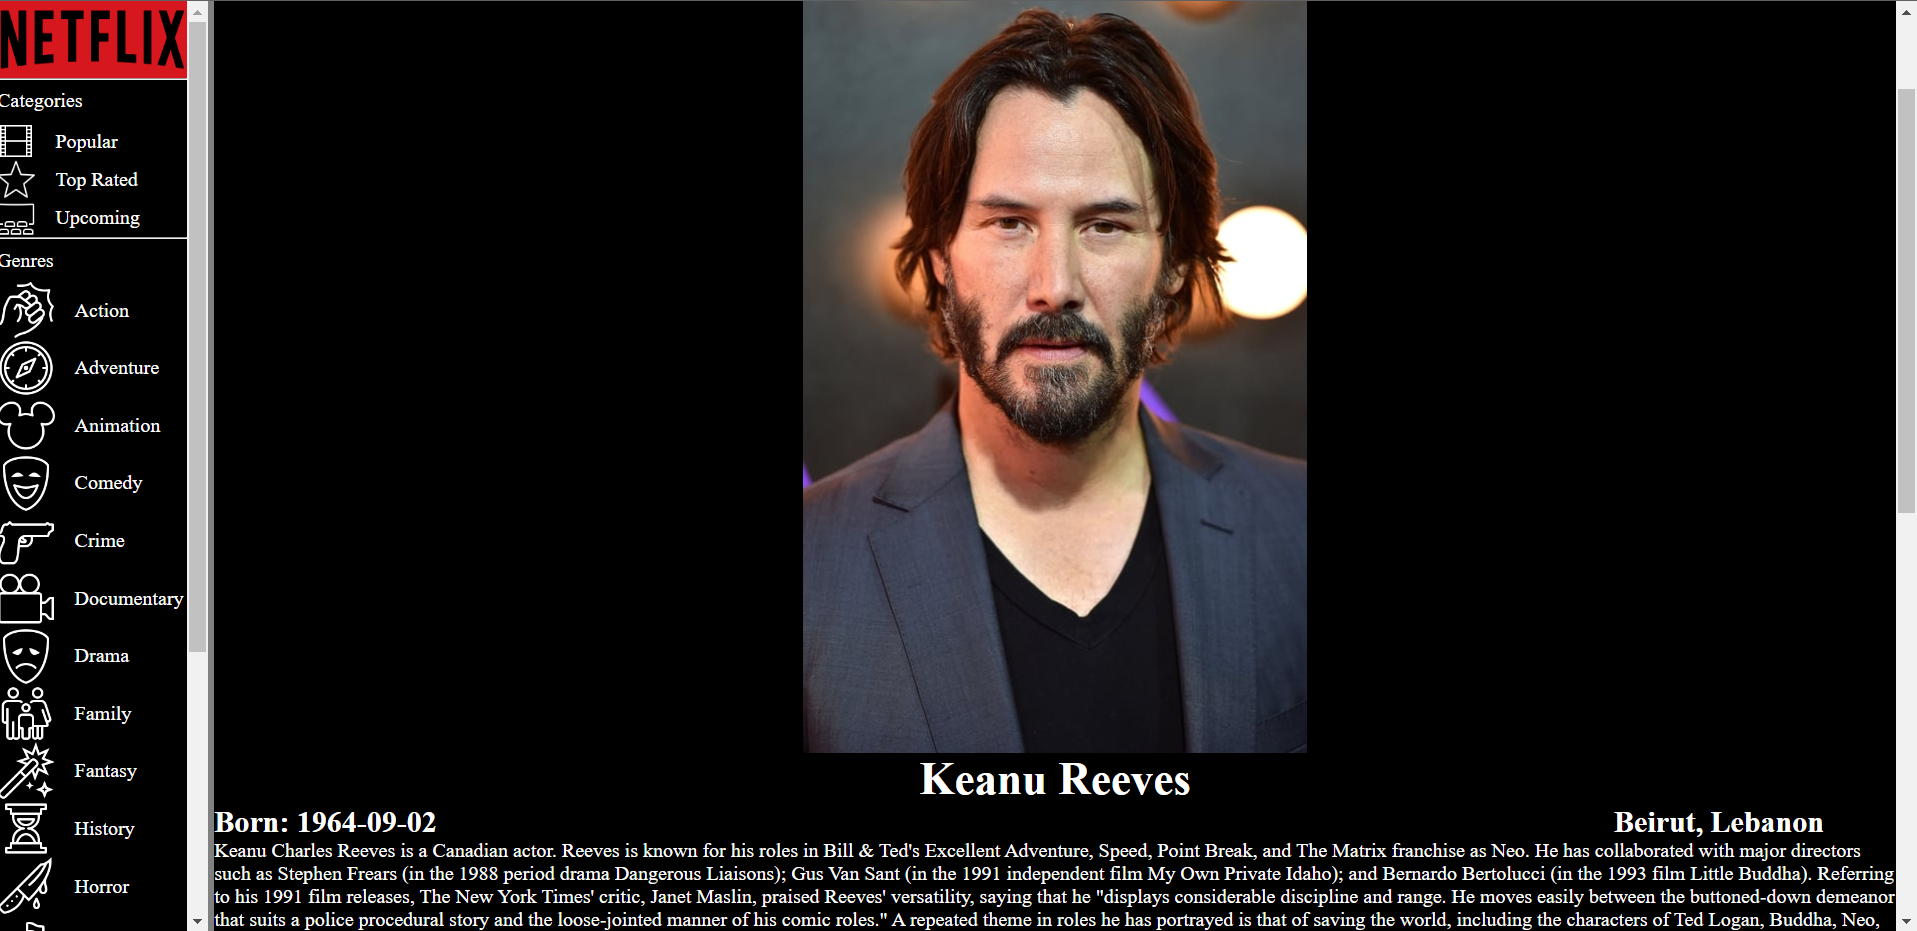 NETFLIX
Categories
Popular
Top Rated
Upcoming
Genres
Action
Adventure
Animation
Comedy
Crime
Documentary
Drama
Family
Fantasy
History
Horror
Keanu Reeves
Born: 1964-09-02
Beirut, Lebanon
Keanu Charles Reeves is a Canadian actor. Reeves is known for his roles in Bill & Ted's Excellent Adventure, Speed, Point Break, and The Matrix franchise as Neo. He has collaborated with major directors
such as Stephen Frears (in the 1988 period drama Dangerous Liaisons); Gus Van Sant (in the 1991 independent film My Own Private Idaho); and Bernardo Bertolucci (in the 1993 film Little Buddha). Referring
to his 1991 film releases, The New York Times' critic, Janet Maslin, praised Reeves' versatility, saying that he "displays considerable discipline and range. He moves easily between the buttoned-down demeanor
that suits a police procedural story and the loose-jointed manner of his comic roles." A repeated theme in roles he has portrayed is that of saving the world, including the characters of Ted Logan, Buddha, Neo,